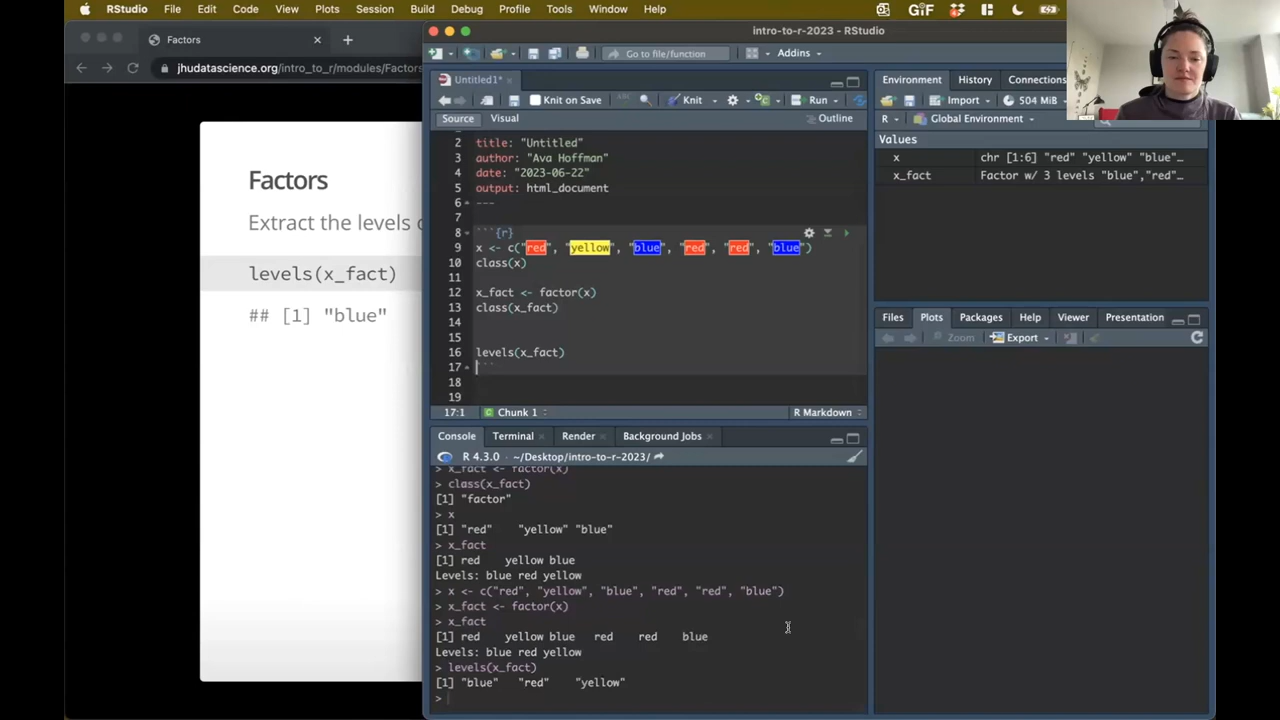 RStudio File Edit Code View Plots Session Build Debug Profile Tools Window Help GIF
Factors
jhudatascience.org/intro_to_r/modules/Factors
Factors
Extract the levels
levels(x_fact)
## [1] "blue"
intro-to-r-2023 - RStudio
Go to file/function Addins
Untitled1*
Knit on Save Knit Run
Source Visual Outline
2 title: "Untitled"
3 author: "Ava Hoffman"
4 date: "2023-06-22"
5 output: html_document
6 ---
7
8 ```{r}
9 x <- c("red", "yellow", "blue", "red", "red", "blue")
10 class(x)
11
12 x_fact <- factor(x)
13 class(x_fact)
14
15
16 levels(x_fact)
17 ```
18
19
17:1 Chunk 1 R Markdown
Console Terminal Render Background Jobs
R 4.3.0 · ~/Desktop/intro-to-r-2023/
> x_fact <- factor(x)
> class(x_fact)
[1] "factor"
> x
[1] "red" "yellow" "blue"
> x_fact
[1] red yellow blue
Levels: blue red yellow
> x <- c("red", "yellow", "blue", "red", "red", "blue")
> x_fact <- factor(x)
> x_fact
[1] red yellow blue red red blue
Levels: blue red yellow
> levels(x_fact)
[1] "blue" "red" "yellow"
>
Environment History Connections
Import 504 MiB
R Global Environment
Values
x chr [1:6] "red" "yellow" "blue"…
x_fact Factor w/ 3 levels "blue","red"…
Files Plots Packages Help Viewer Presentation
Zoom Export